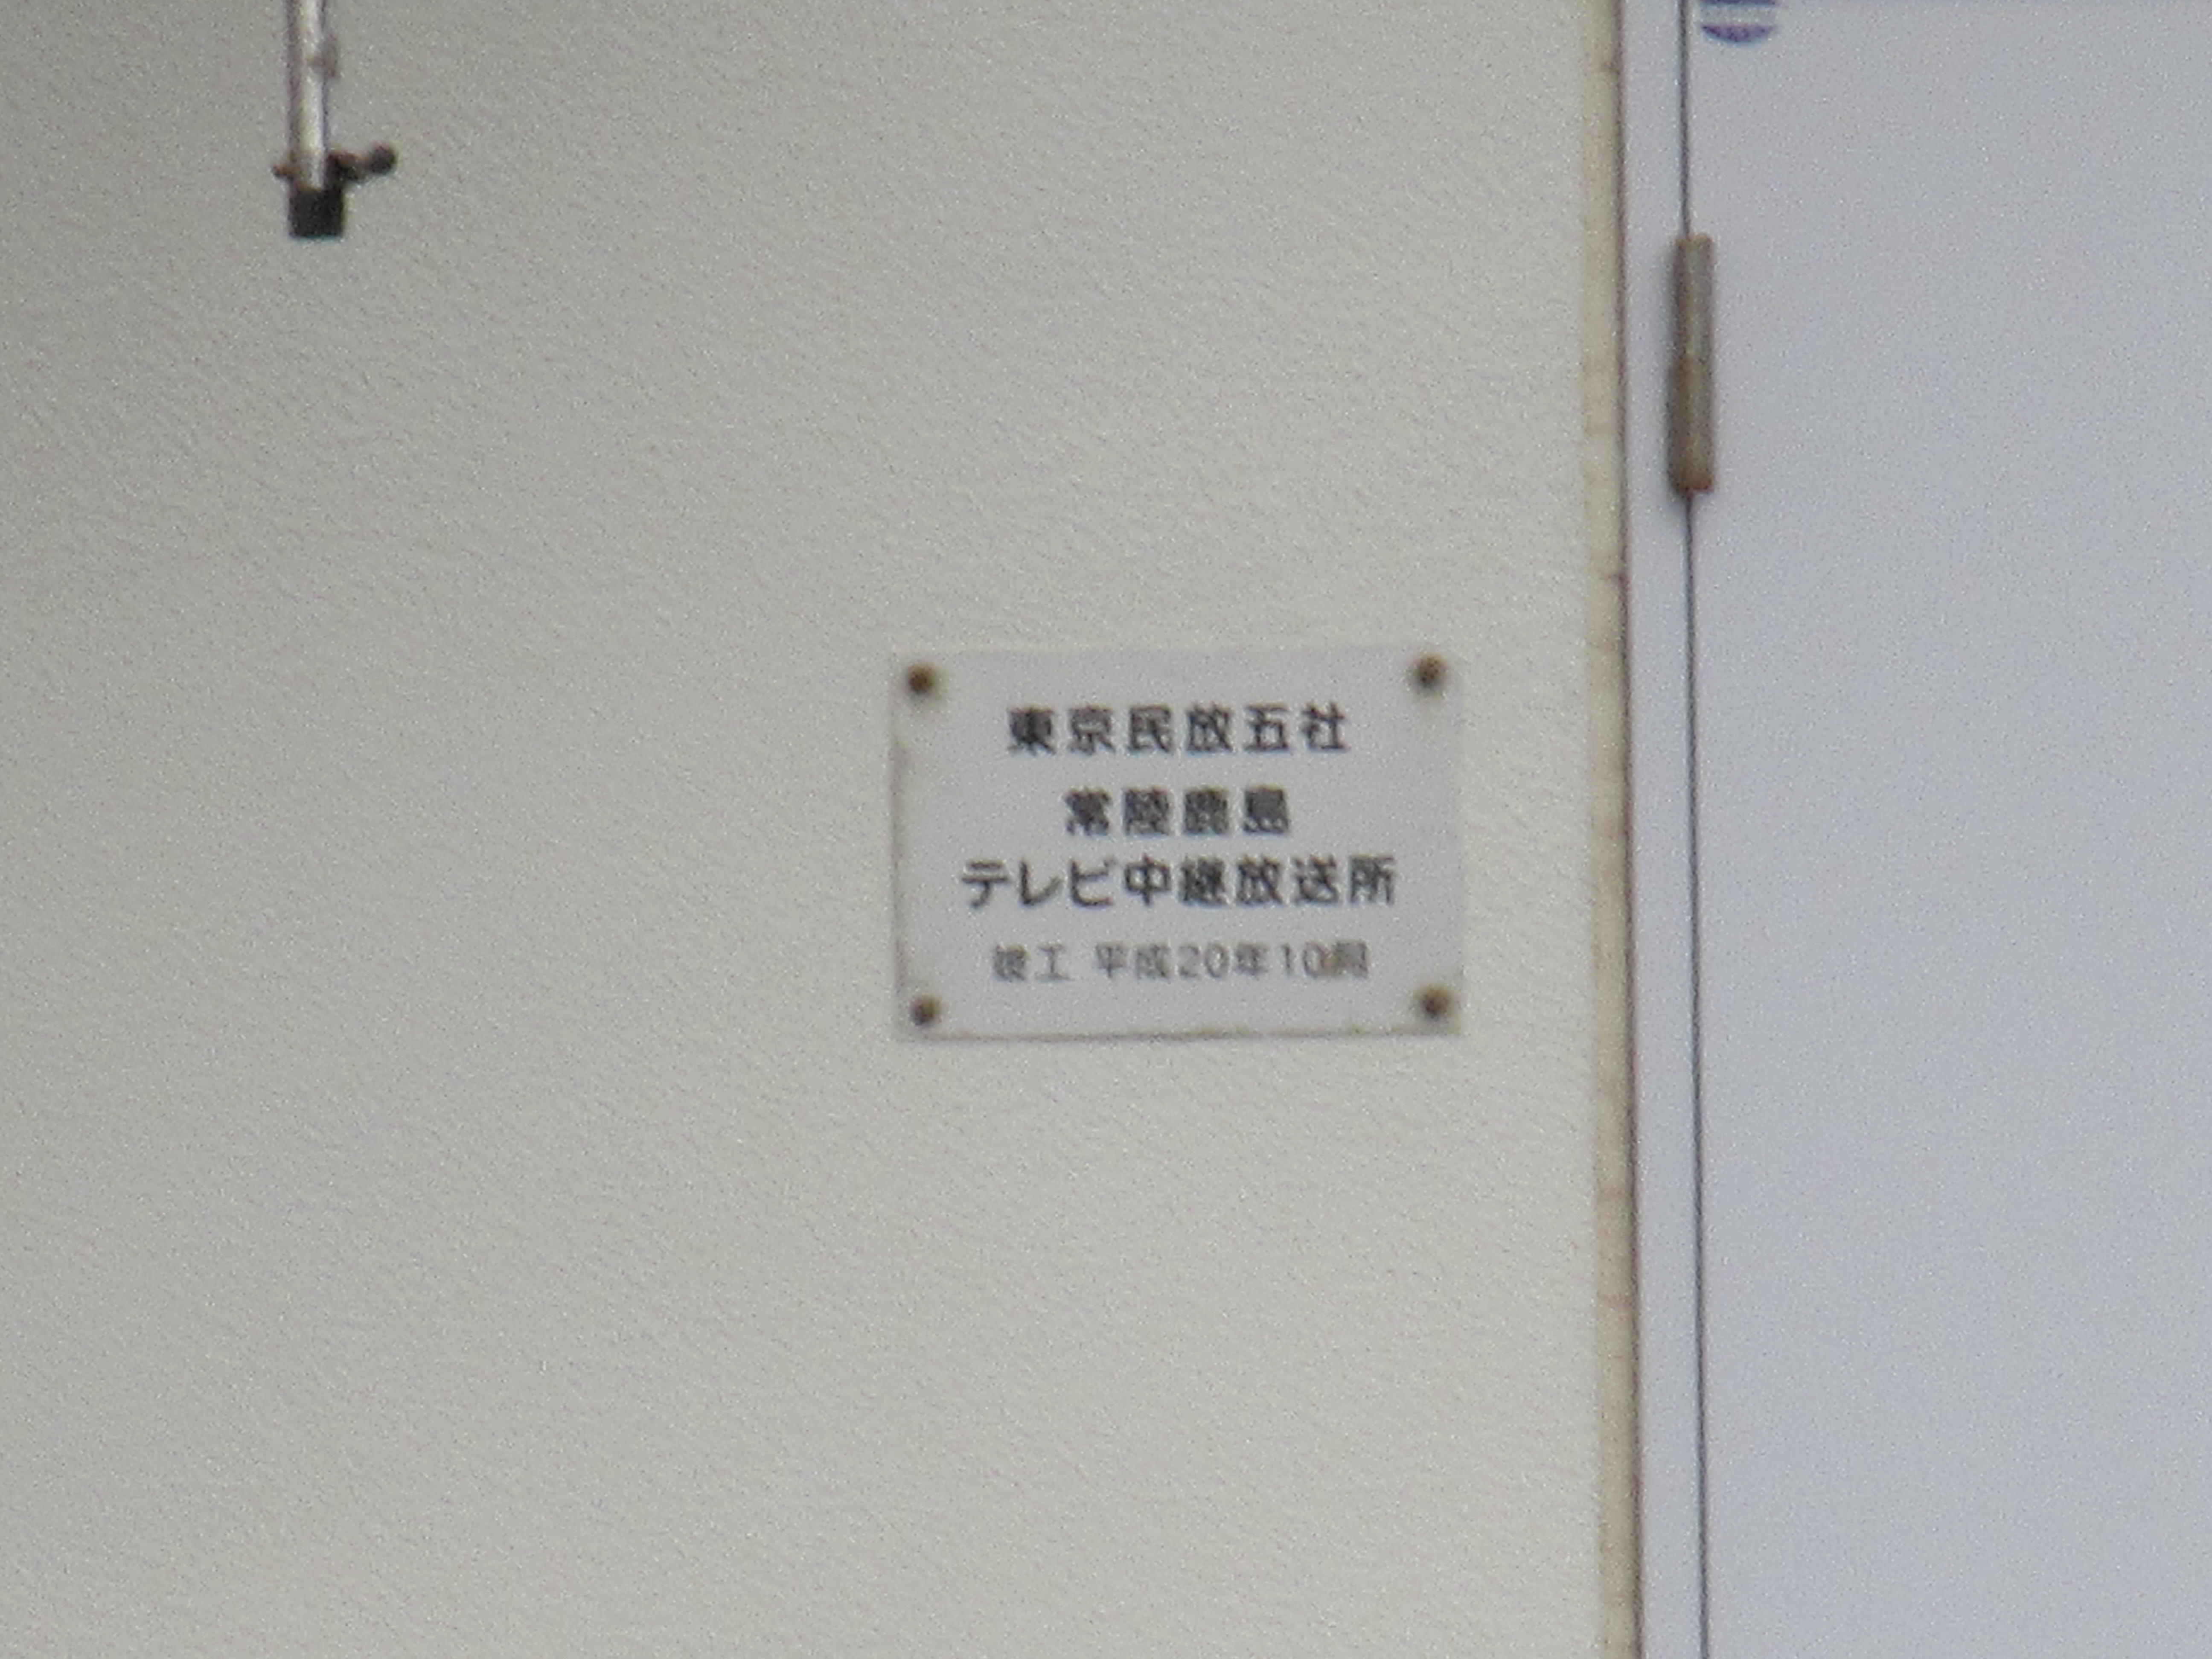 東京民放五社
常陸鹿島
テレビ中継放送所
竣工 平成20年10月